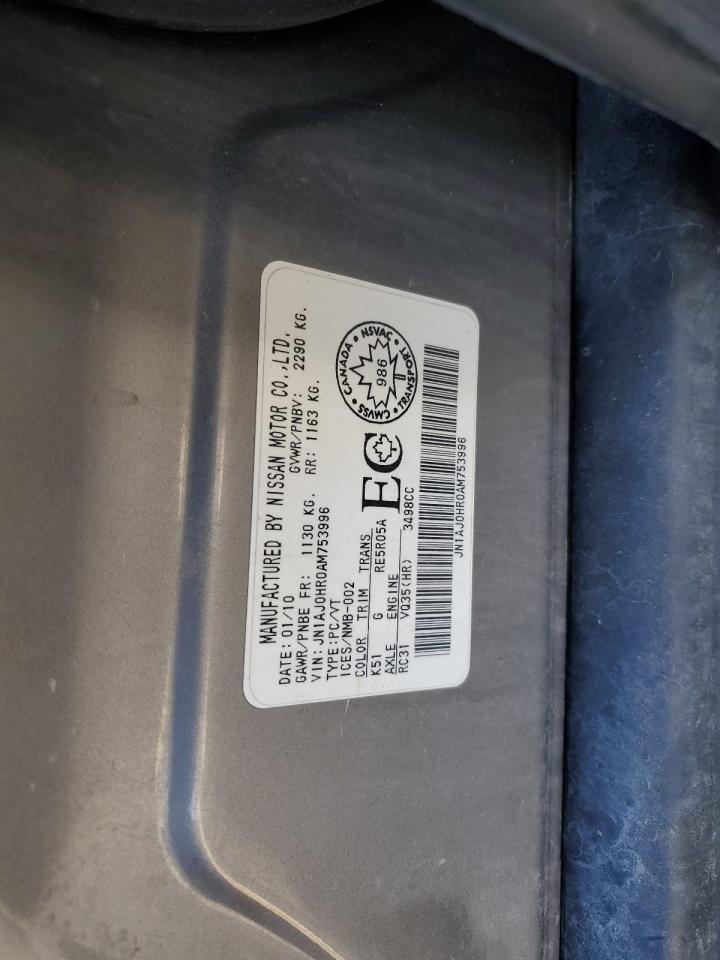 MANUFACTURED BY NISSAN MOTOR CO.,LTD.
DATE: 01/10 GVWR/PNBV: 2290 KG.
GAWR/PNBE FR: 1130 KG. RR: 1163 KG.
VIN: JN1AJ0HR0AM753996
TYPE:PC/VT
ICES/NMB-002
COLOR TRIM TRANS
K51 G RE5R05A
AXLE ENGINE
RC31 VQ35(HR) 3498CC
EC
CANADA • NSVAC • TRANSPORT • CMVSS •
986
JN1AJ0HR0AM753996